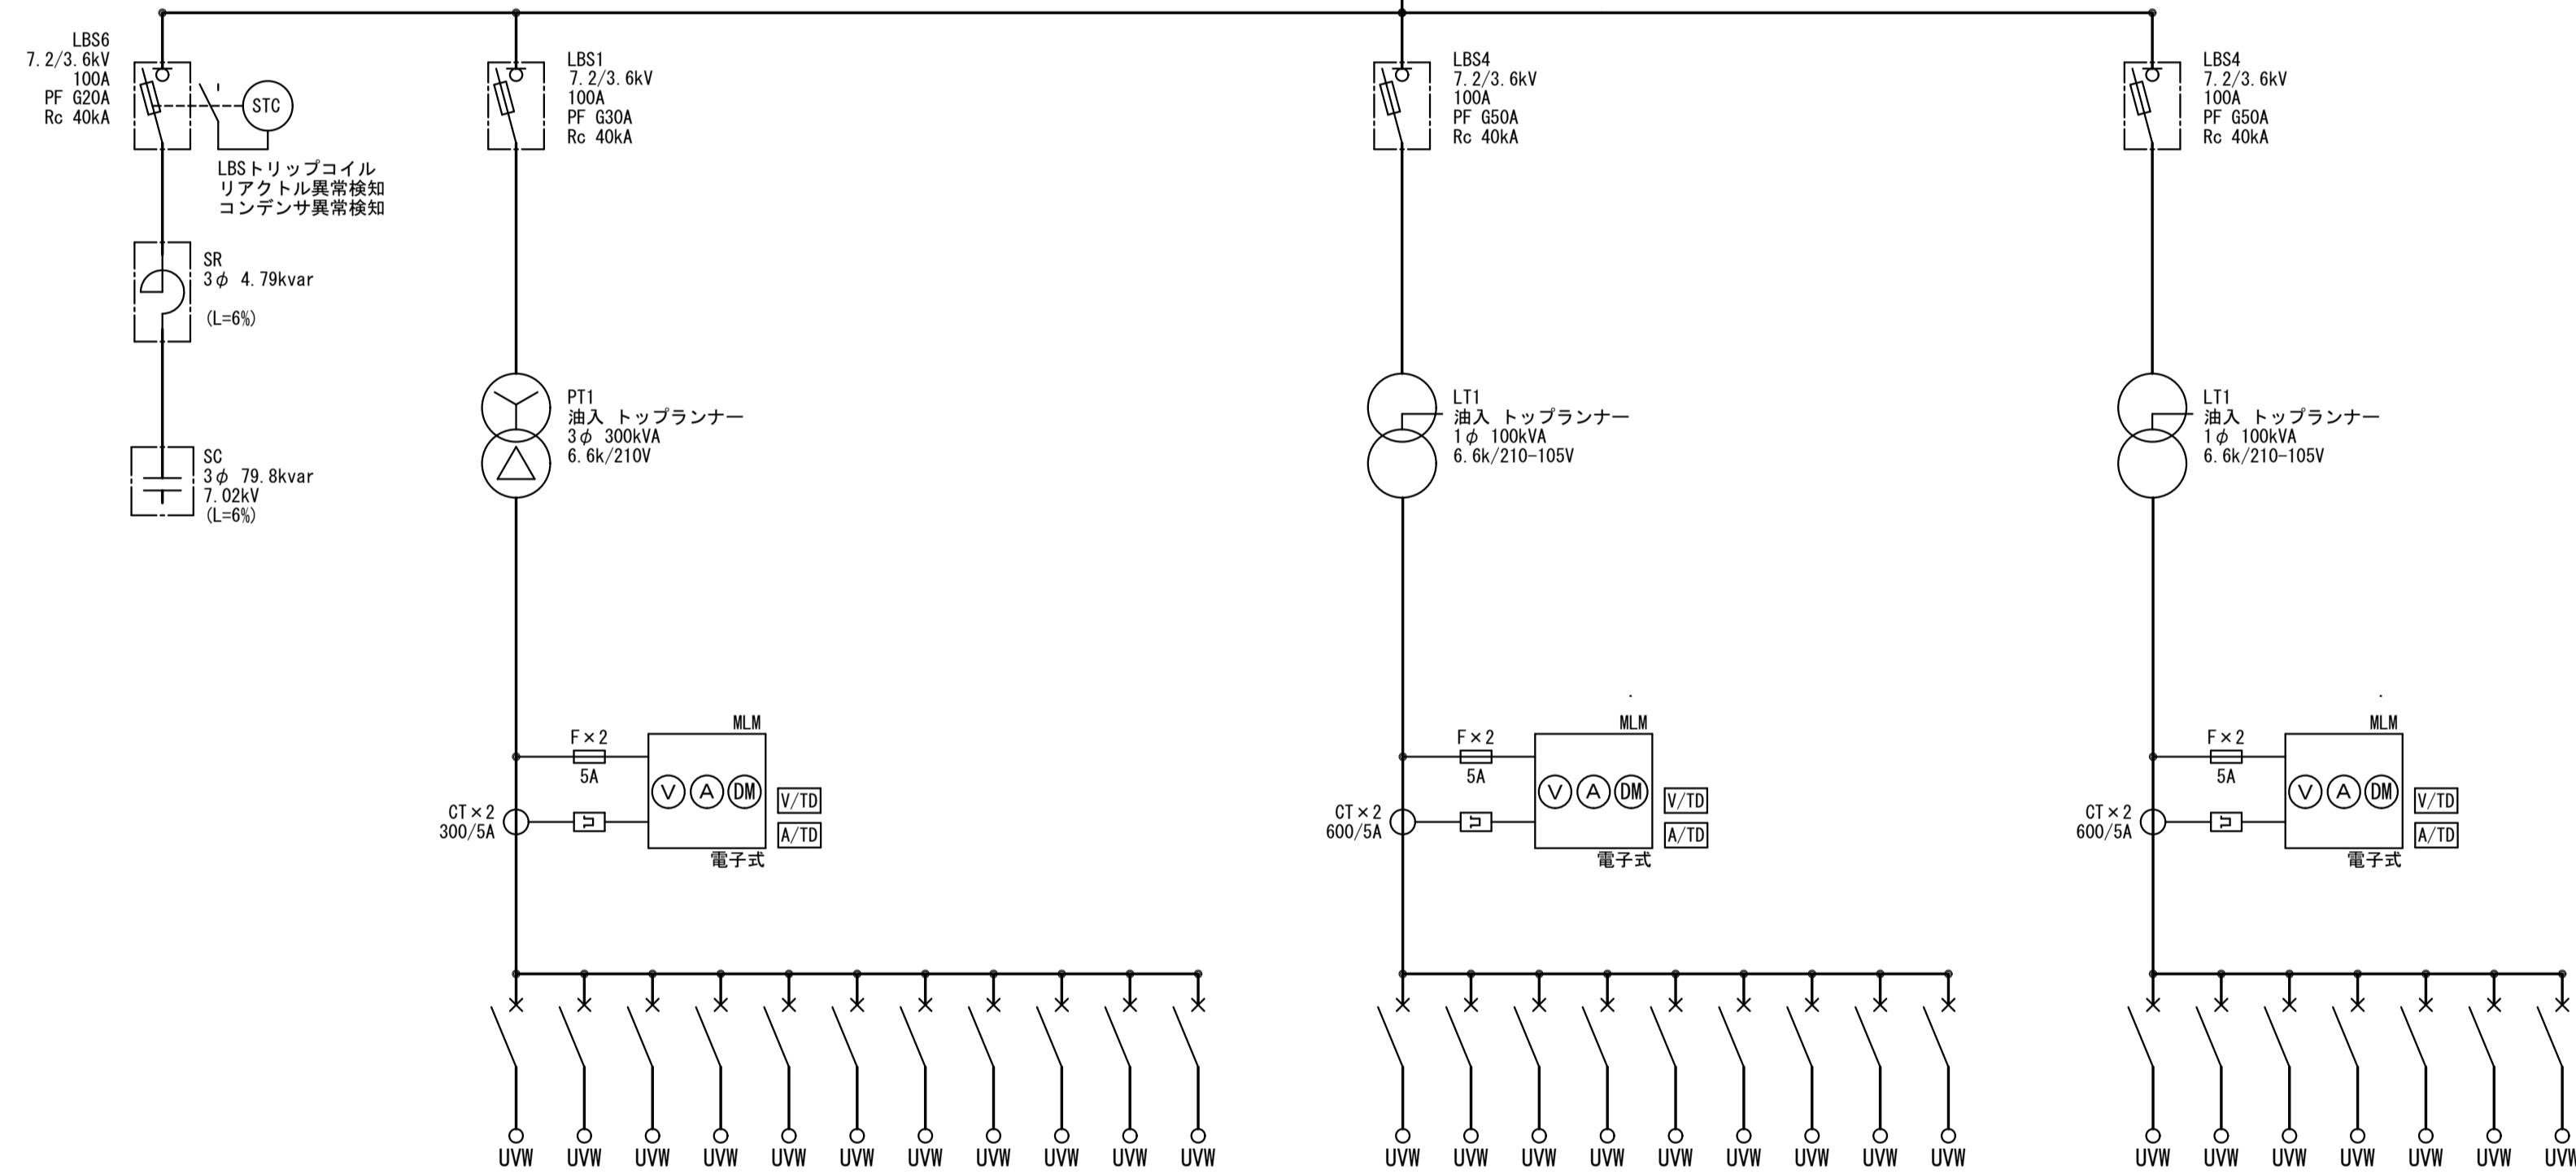 LBS6
7.2/3.6kV
100A
PF G20A
Rc 40kA
STC
LBSトリップコイル
リアクトル異常検知
コンデンサ異常検知
SR
3φ 4.79kvar
(L=6%)
SC
3φ 79.8kvar
7.02kV
(L=6%)
LBS1
7.2/3.6kV
100A
PF G30A
Rc 40kA
PT1
油入 トップランナー
3φ 300kVA
6.6k/210V
MLM
F×2
5A
V A DM
V/TD
CT×2
300/5A
A/TD
電子式
UVW UVW UVW UVW UVW UVW UVW UVW UVW UVW UVW
LBS4
7.2/3.6kV
100A
PF G50A
Rc 40kA
LT1
油入 トップランナー
1φ 100kVA
6.6k/210-105V
MLM
F×2
5A
V A DM
V/TD
CT×2
600/5A
A/TD
電子式
UVW UVW UVW UVW UVW UVW UVW UVW UVW
LBS4
7.2/3.6kV
100A
PF G50A
Rc 40kA
LT1
油入 トップランナー
1φ 100kVA
6.6k/210-105V
MLM
F×2
5A
V A DM
V/TD
CT×2
600/5A
A/TD
電子式
UVW UVW UVW UVW UVW UVW UVW